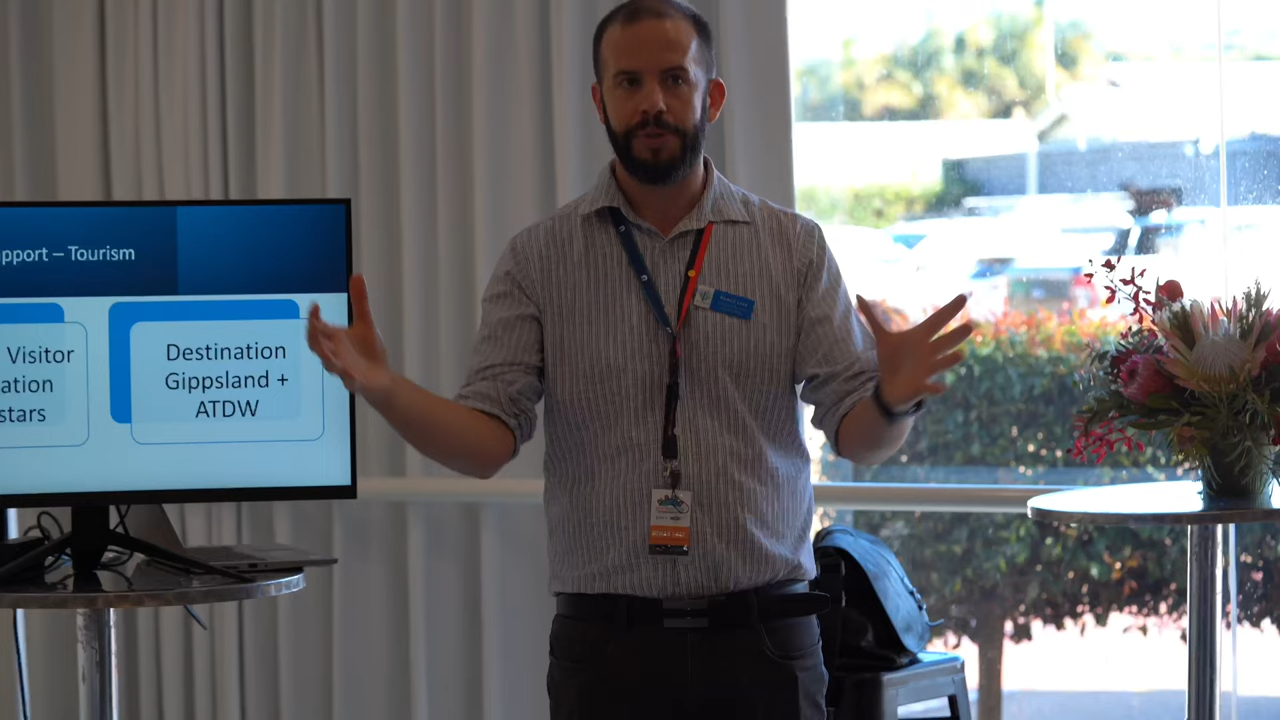 pport – Tourism
Visitor
ation
stars
Destination
Gippsland +
ATDW